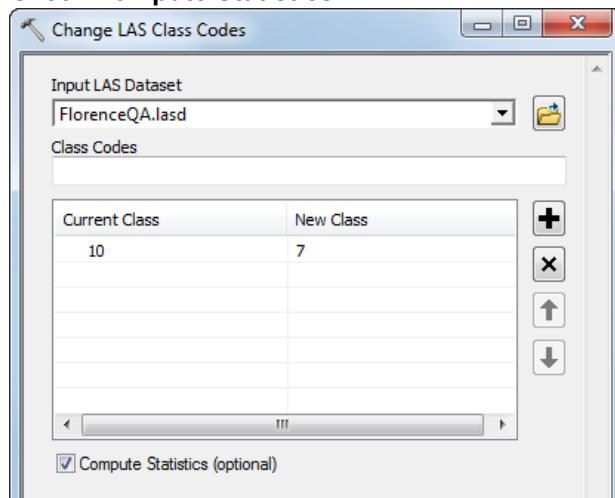 Change LAS Class Codes
Input LAS Dataset
FlorenceQA.lasd
Class Codes
Current Class New Class
10 7
Compute Statistics (optional)